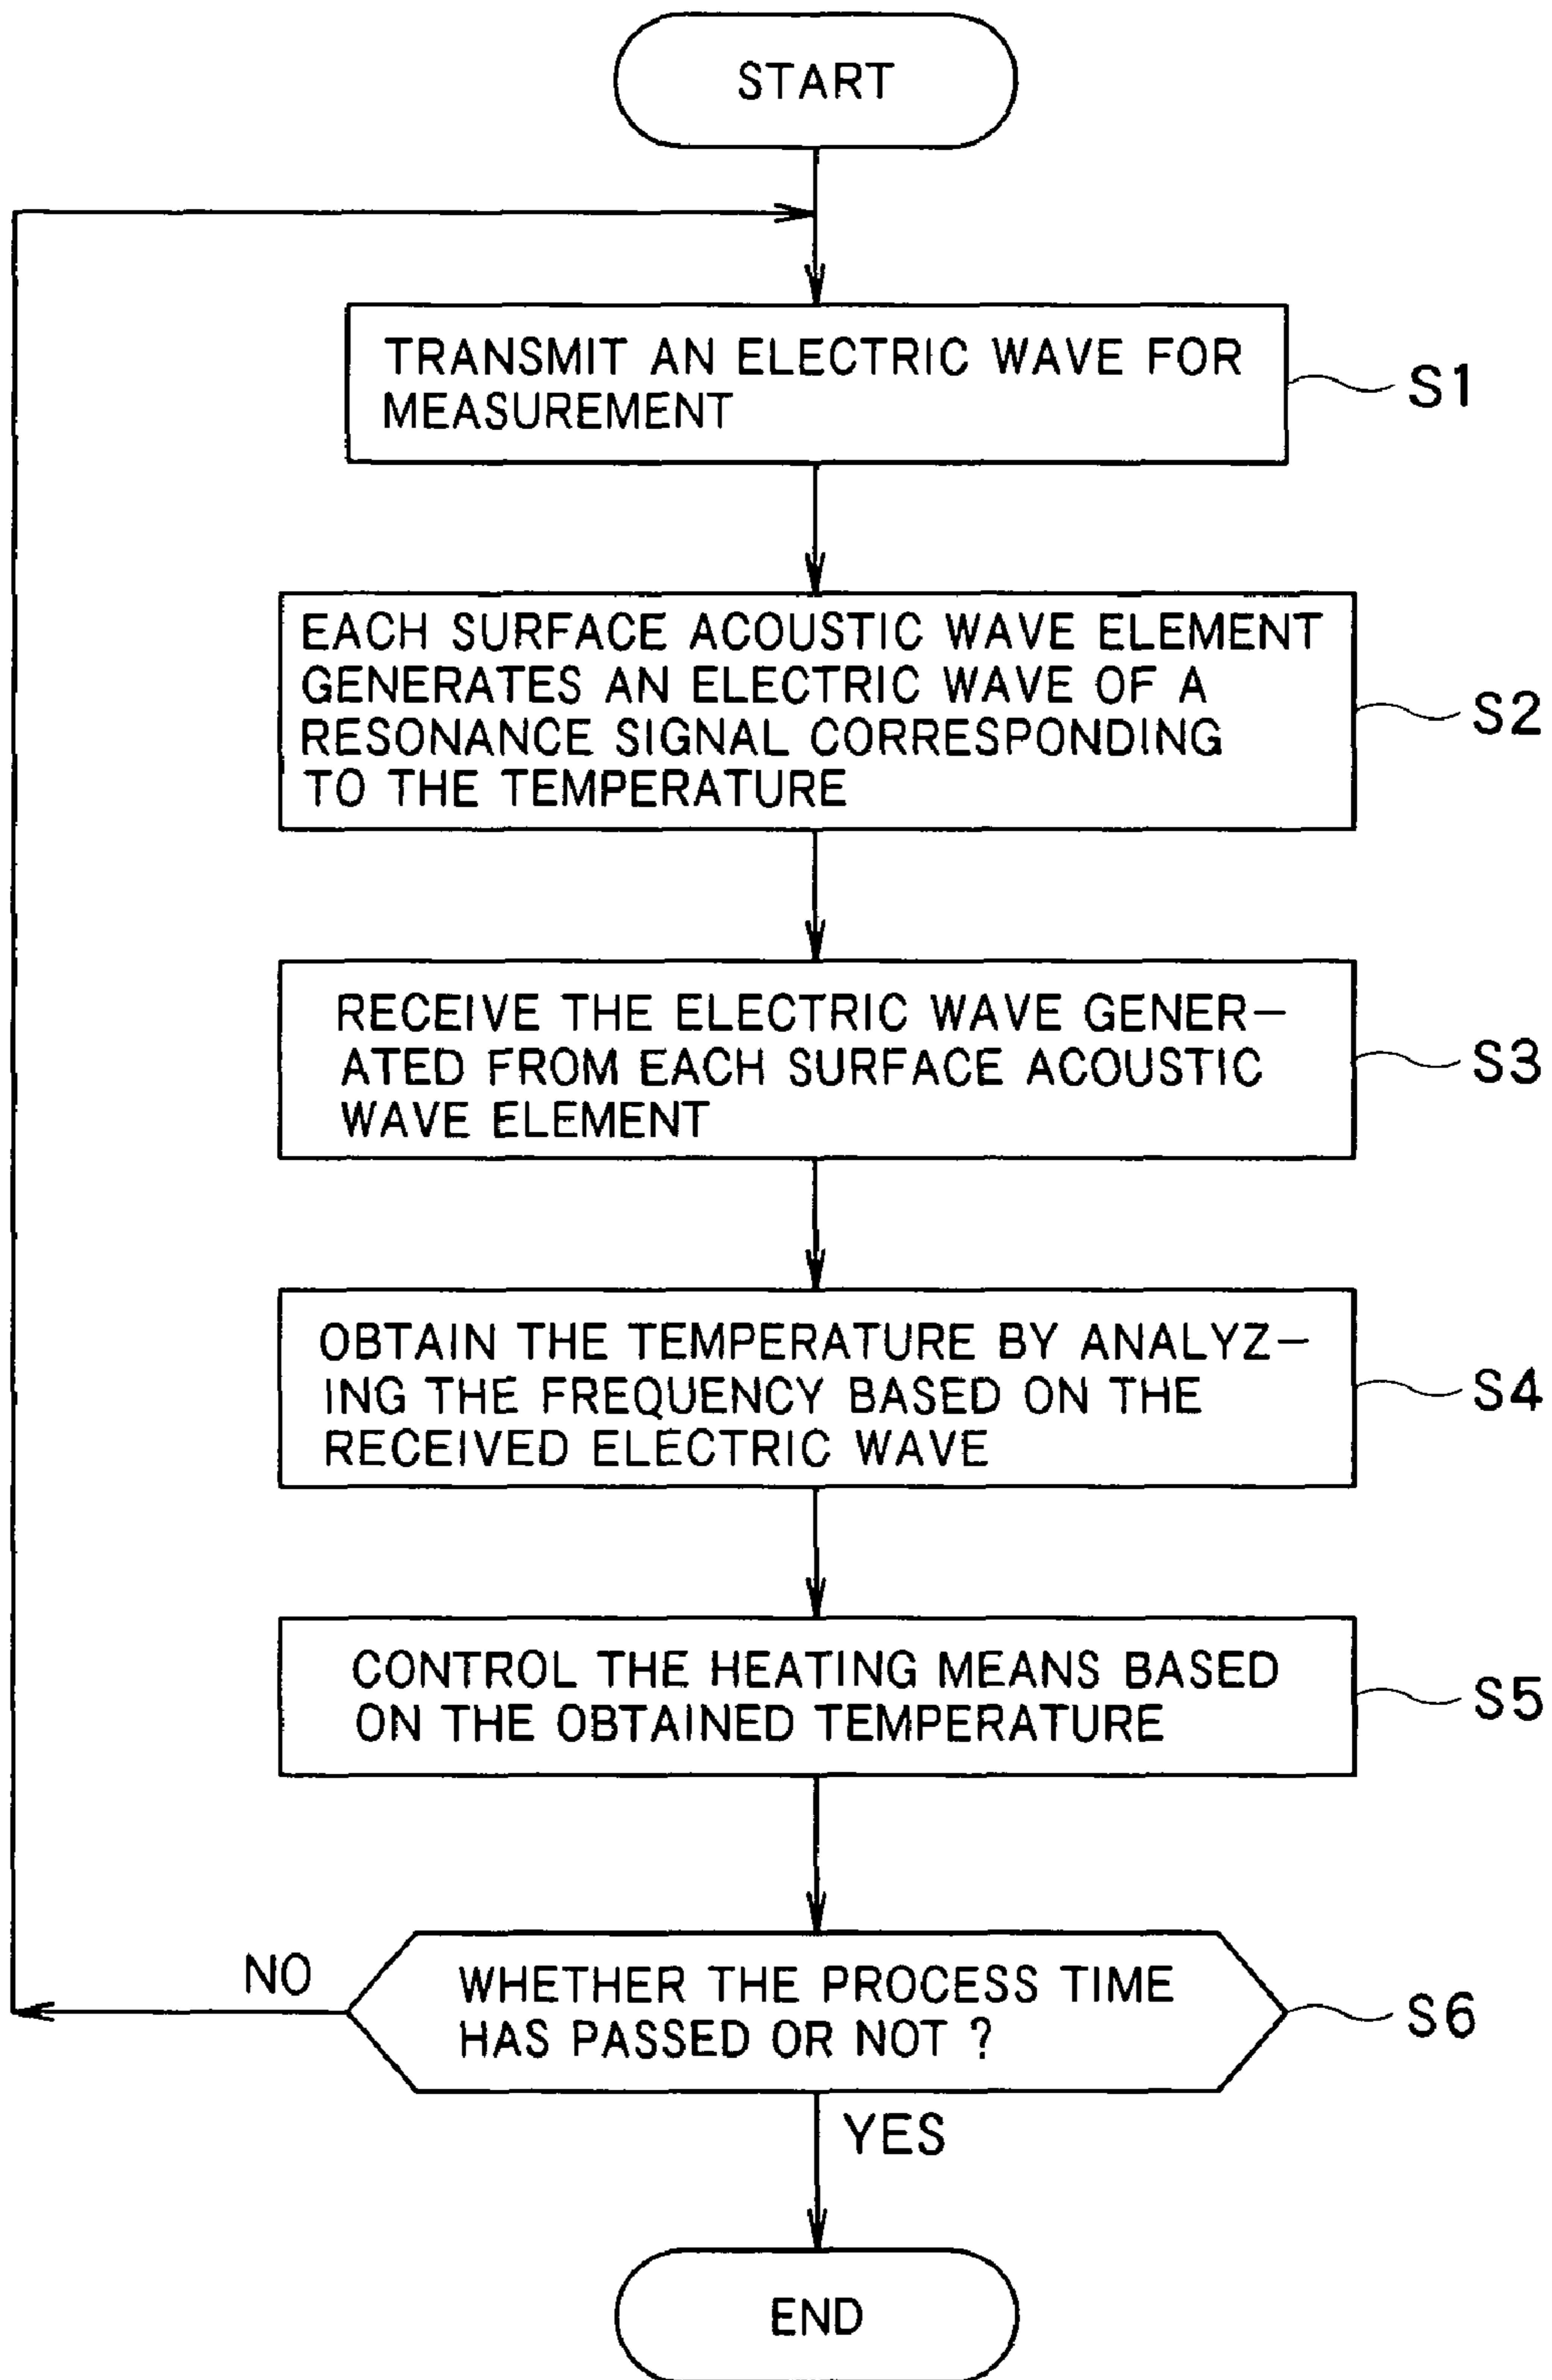 START
TRANSMIT AN ELECTRIC WAVE FOR
MEASUREMENT
S1
EACH SURFACE ACOUSTIC WAVE ELEMENT
GENERATES AN ELECTRIC WAVE OF A
RESONANCE SIGNAL CORRESPONDING
TO THE TEMPERATURE
S2
RECEIVE THE ELECTRIC WAVE GENER—
ATED FROM EACH SURFACE ACOUSTIC
WAVE ELEMENT
S3
OBTAIN THE TEMPERATURE BY ANALYZ—
ING THE FREQUENCY BASED ON THE
RECEIVED ELECTRIC WAVE
S4
CONTROL THE HEATING MEANS BASED
ON THE OBTAINED TEMPERATURE
S5
NO
WHETHER THE PROCESS TIME
HAS PASSED OR NOT ?
S6
YES
END